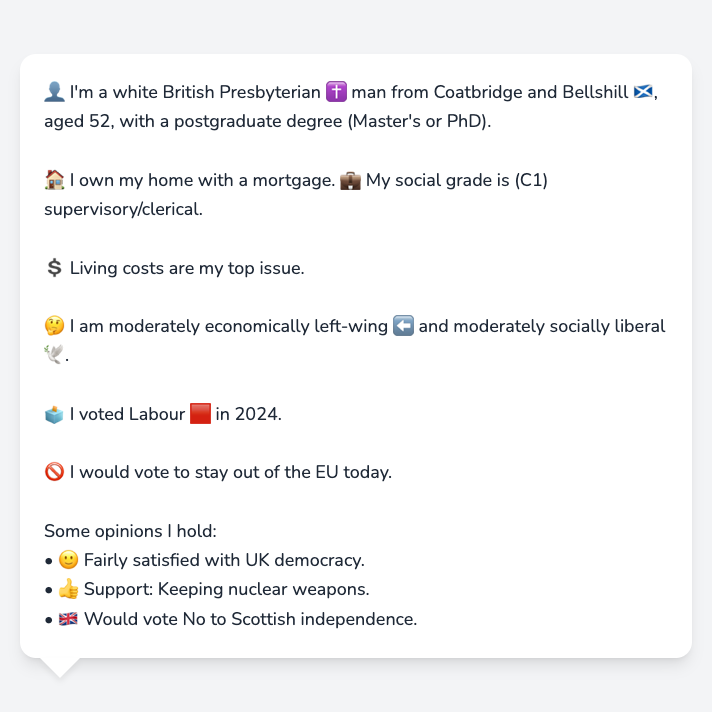 👤 I'm a white British Presbyterian ✝️ man from Coatbridge and Bellshill 🏴󠁧󠁢󠁳󠁣󠁴󠁿,
aged 52, with a postgraduate degree (Master's or PhD).
🏠 I own my home with a mortgage. 💼 My social grade is (C1)
supervisory/clerical.
💲 Living costs are my top issue.
🤔 I am moderately economically left-wing ⬅️ and moderately socially liberal
🕊️.
🗳️ I voted Labour 🟥 in 2024.
🚫 I would vote to stay out of the EU today.
Some opinions I hold:
• 🙂 Fairly satisfied with UK democracy.
• 👍 Support: Keeping nuclear weapons.
• 🇬🇧 Would vote No to Scottish independence.